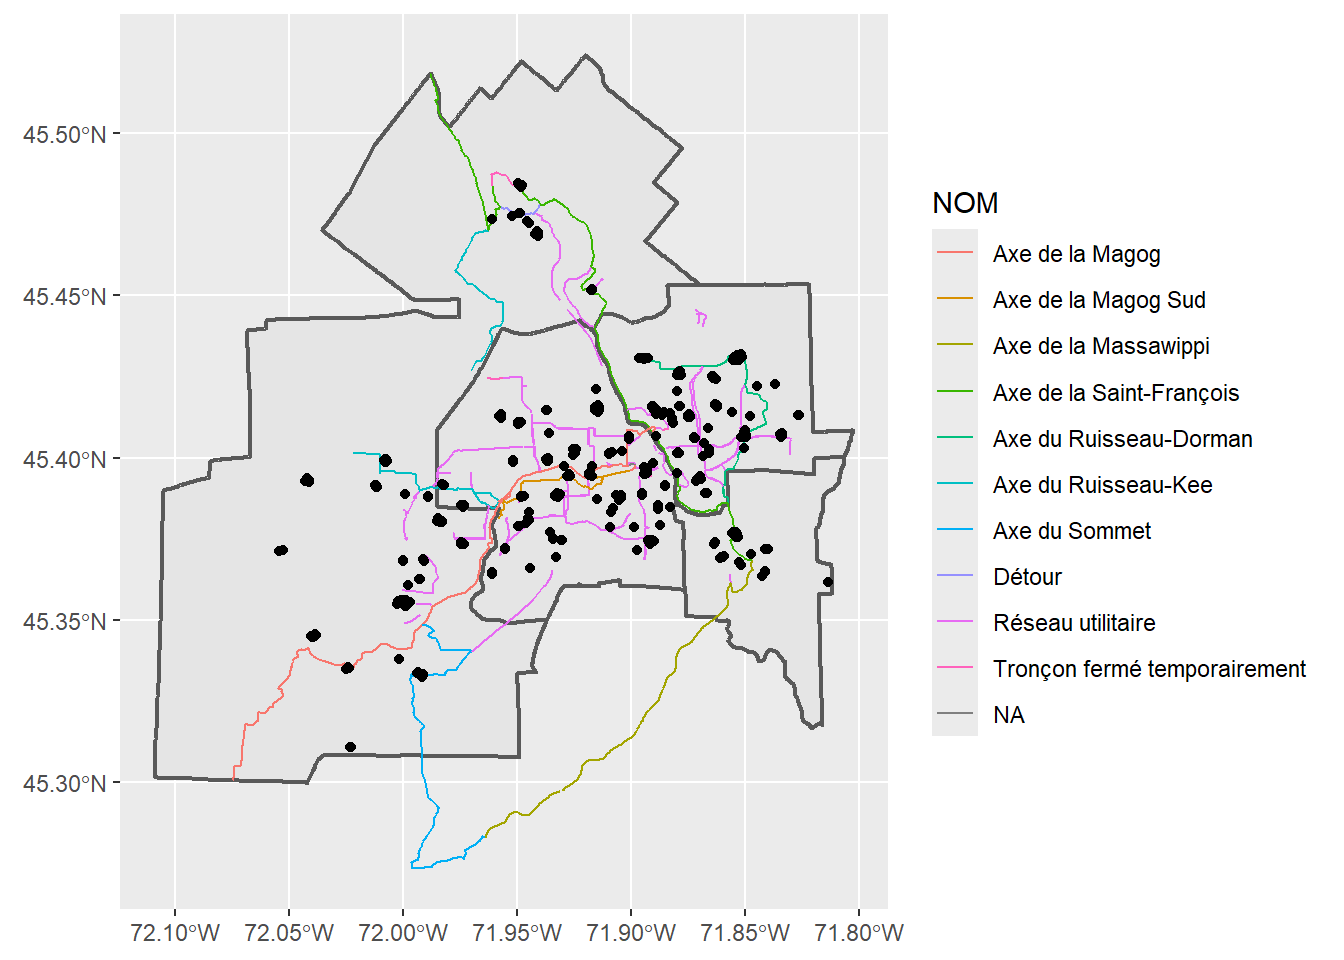 45.50°N
45.45°N
45.40°N
45.35°N
45.30°N
72.10°W 72.05°W 72.00°W 71.95°W 71.90°W 71.85°W 71.80°W
NOM
Axe de la Magog
Axe de la Magog Sud
Axe de la Massawippi
Axe de la Saint-François
Axe du Ruisseau-Dorman
Axe du Ruisseau-Kee
Axe du Sommet
Détour
Réseau utilitaire
Tronçon fermé temporairement
NA